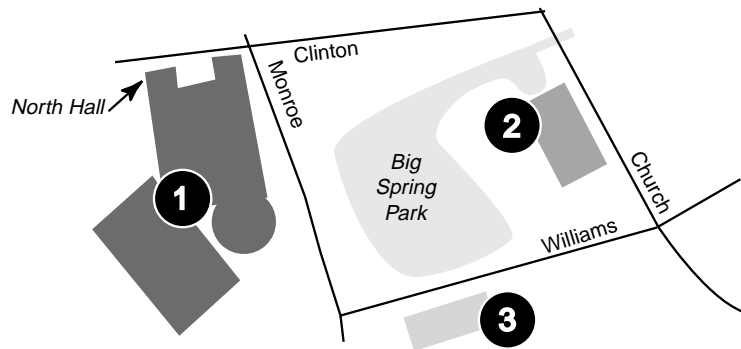 Clinton
Monroe
North Hall
1
2
Big
Spring
Park
Church
Williams
3